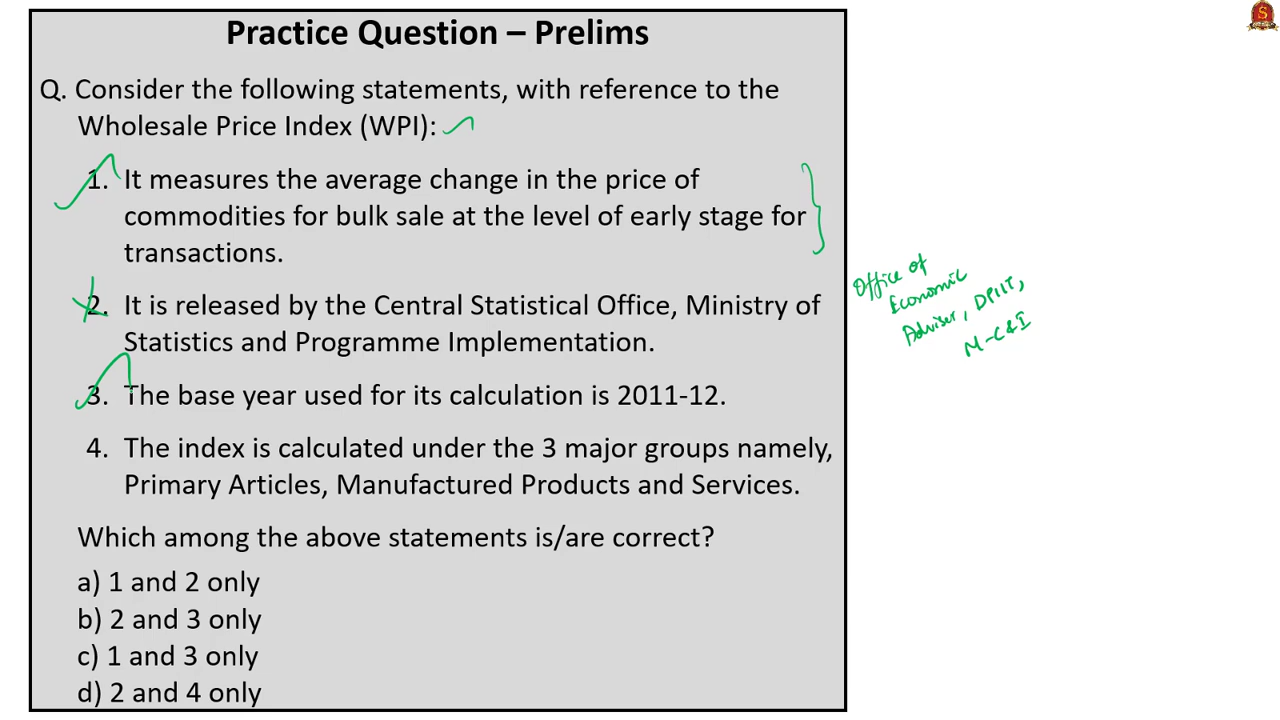 Practice Question – Prelims
Q. Consider the following statements, with reference to the
Wholesale Price Index (WPI):
1. It measures the average change in the price of
commodities for bulk sale at the level of early stage for
transactions.
2. It is released by the Central Statistical Office, Ministry of
Statistics and Programme Implementation.
3. The base year used for its calculation is 2011-12.
4. The index is calculated under the 3 major groups namely,
Primary Articles, Manufactured Products and Services.
Which among the above statements is/are correct?
a) 1 and 2 only
b) 2 and 3 only
c) 1 and 3 only
d) 2 and 4 only
Office of
Economic
Adviser, DPIIT,
M-C&I
S